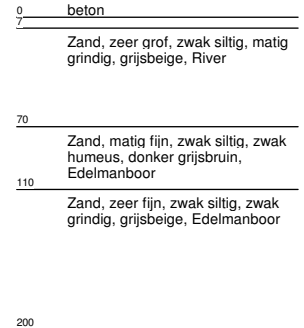 0 beton
7
Zand, zeer grof, zwak siltig, matig
grindig, grijsbeige, River
70
Zand, matig fijn, zwak siltig, zwak
humeus, donker grijsbruin,
Edelmanboor
110
Zand, zeer fijn, zwak siltig, zwak
grindig, grijsbeige, Edelmanboor
200